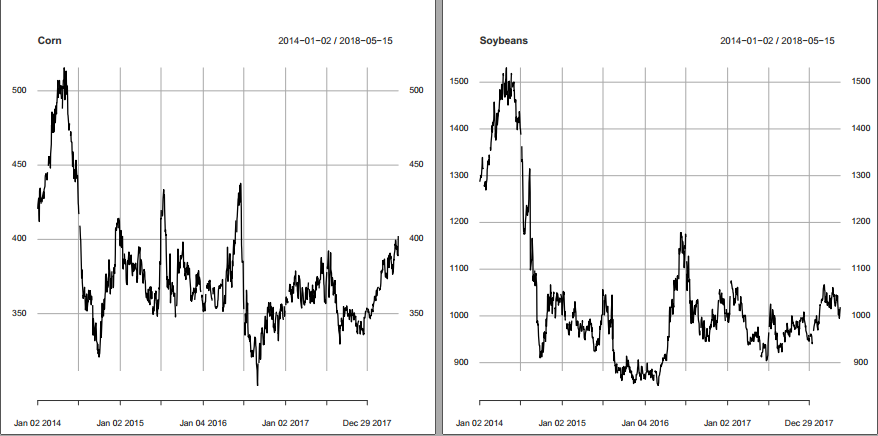 Corn 2014−01−02 / 2018−05−15
500 500
450 450
400 400
350 350
Jan 02 2014 Jan 02 2015 Jan 04 2016 Jan 02 2017 Dec 29 2017
Soybeans 2014−01−02 / 2018−05−15
1500 1500
1400 1400
1300 1300
1200 1200
1100 1100
1000 1000
900 900
Jan 02 2014 Jan 02 2015 Jan 04 2016 Jan 02 2017 Dec 29 2017